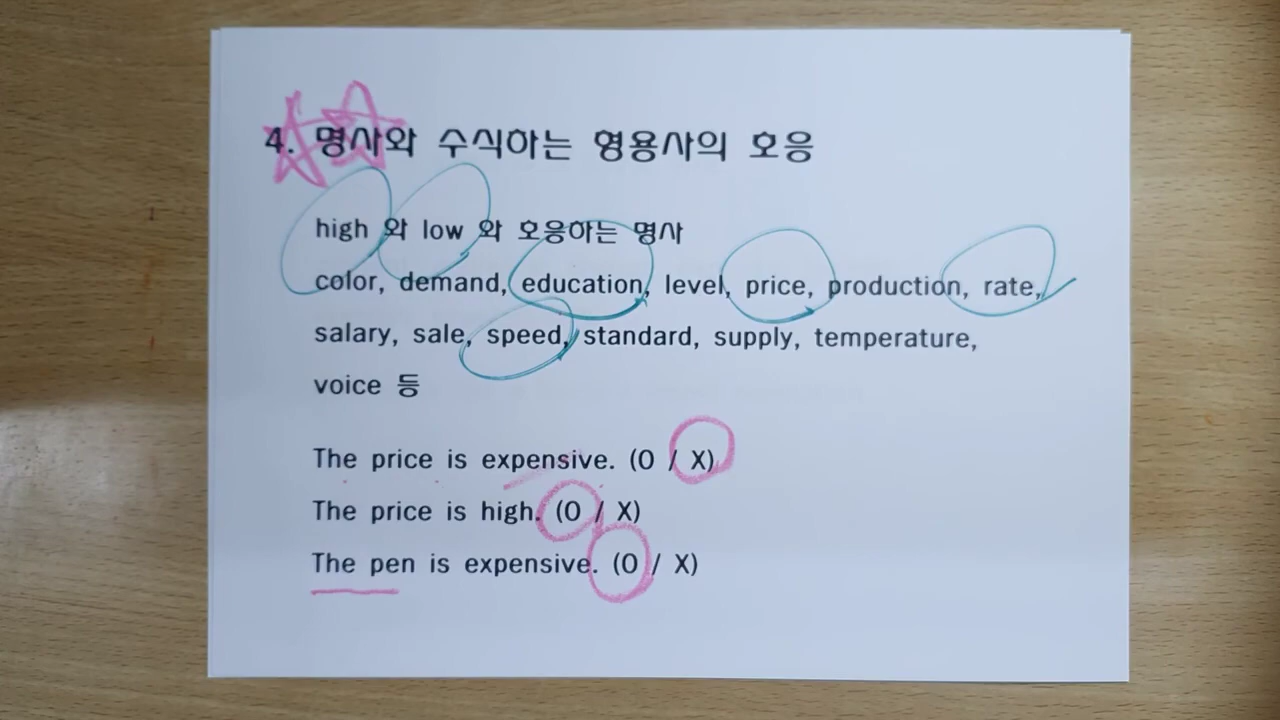 4. 명사와 수식하는 형용사의 호응
high 와 low 와 호응하는 명사
color, demand, education, level, price, production, rate,
salary, sale, speed, standard, supply, temperature,
voice 등
The price is expensive. (O / X)
The price is high. (O / X)
The pen is expensive. (O / X)